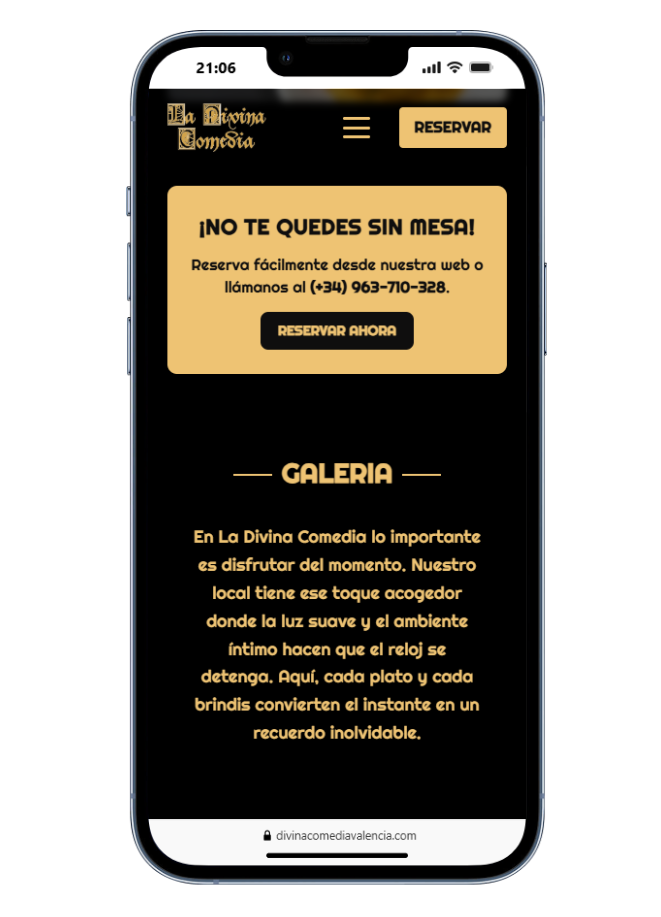 21:06
La Divina
Comedia
RESERVAR
¡NO TE QUEDES SIN MESA!
Reserva fácilmente desde nuestra web o
llámanos al (+34) 963-710-328.
RESERVAR AHORA
GALERIA
En La Divina Comedia lo importante
es disfrutar del momento. Nuestro
local tiene ese toque acogedor
donde la luz suave y el ambiente
íntimo hacen que el reloj se
detenga. Aquí, cada plato y cada
brindis convierten el instante en un
recuerdo inolvidable.
divinacomediavalencia.com